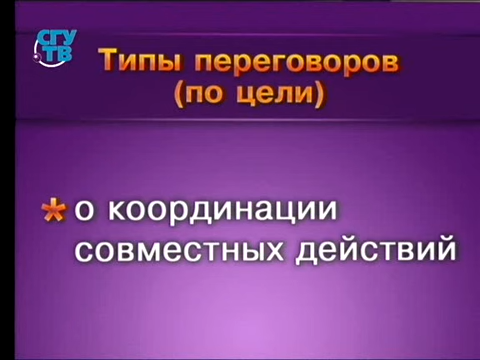 СГУ
ТВ
Типы переговоров
(по цели)
* о координации
совместных действий